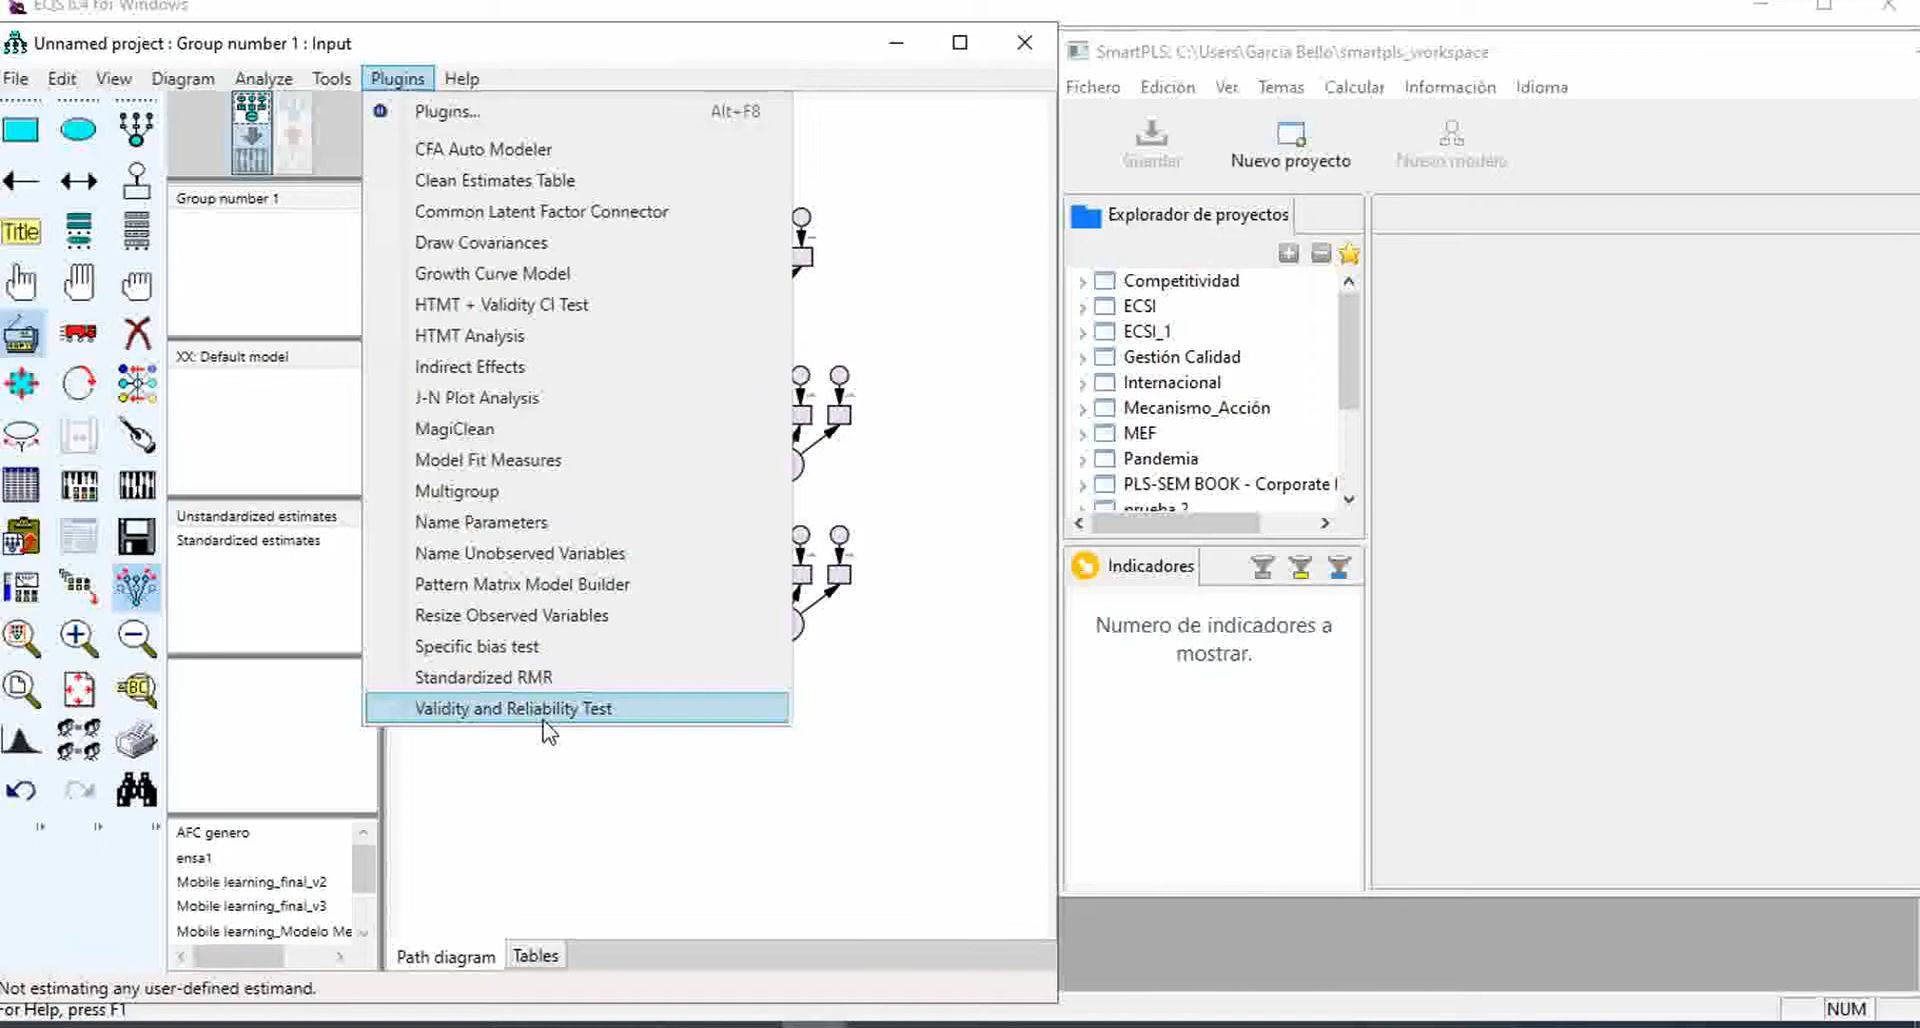 EQS 6.4 for Windows
Unnamed project : Group number 1 : Input
File Edit View Diagram Analyze Tools Plugins Help
Plugins... Alt+F8
CFA Auto Modeler
Clean Estimates Table
Common Latent Factor Connector
Draw Covariances
Growth Curve Model
HTMT + Validity CI Test
HTMT Analysis
Indirect Effects
J-N Plot Analysis
MagiClean
Model Fit Measures
Multigroup
Name Parameters
Name Unobserved Variables
Pattern Matrix Model Builder
Resize Observed Variables
Specific bias test
Standardized RMR
Validity and Reliability Test
Title
Group number 1
XX: Default model
Unstandardized estimates
Standardized estimates
AFC genero
ensa1
Mobile learning_final_v2
Mobile learning_final_v3
Mobile learning_Modelo Me
Path diagram Tables
Not estimating any user-defined estimand.
or Help, press F1
SmartPLS: C:\Users\Garcia Bello\smartpls_workspace
Fichero Edición Ver Temas Calcular Información Idioma
Guardar Nuevo proyecto Nuevo modelo
Explorador de proyectos
Competitividad
ECSI
ECSI_1
Gestión Calidad
Internacional
Mecanismo_Acción
MEF
Pandemia
PLS-SEM BOOK - Corporate
prueba 2
Indicadores
Numero de indicadores a
mostrar.
NUM